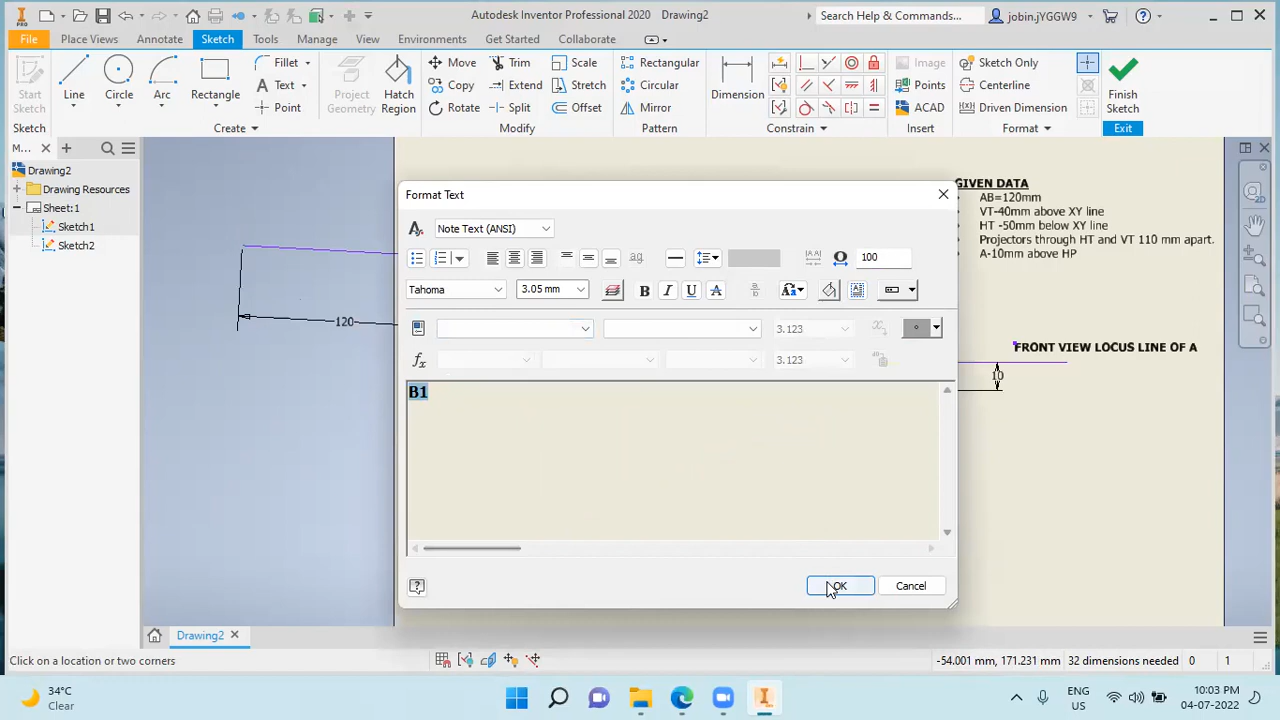 I PRO
Autodesk Inventor Professional 2020 Drawing2
Search Help & Commands...
jobin.jYGGW9
File Place Views Annotate Sketch Tools Manage View Environments Get Started Collaborate
Start Sketch
Line
Circle
Arc
Rectangle
Fillet
Text
Point
Project Geometry
Hatch Region
Move Trim Scale
Copy Extend Stretch
Rotate Split Offset
Rectangular
Circular
Mirror
Dimension
Image
Points
ACAD
Sketch Only
Centerline
Driven Dimension
Finish Sketch
Sketch Create Modify Pattern Constrain Insert Format Exit
M...
Drawing2
Drawing Resources
Sheet:1
Sketch1
Sketch2
120
GIVEN DATA
AB=120mm
VT-40mm above XY line
HT -50mm below XY line
Projectors through HT and VT 110 mm apart.
A-10mm above HP
FRONT VIEW LOCUS LINE OF A
10
Format Text
Note Text (ANSI)
100
Tahoma 3.05 mm B I U A
3.123
3.123
B1
OK Cancel
Drawing2
Click on a location or two corners
-54.001 mm, 171.231 mm 32 dimensions needed 0 1
34°C
Clear
ENG
US
10:03 PM
04-07-2022